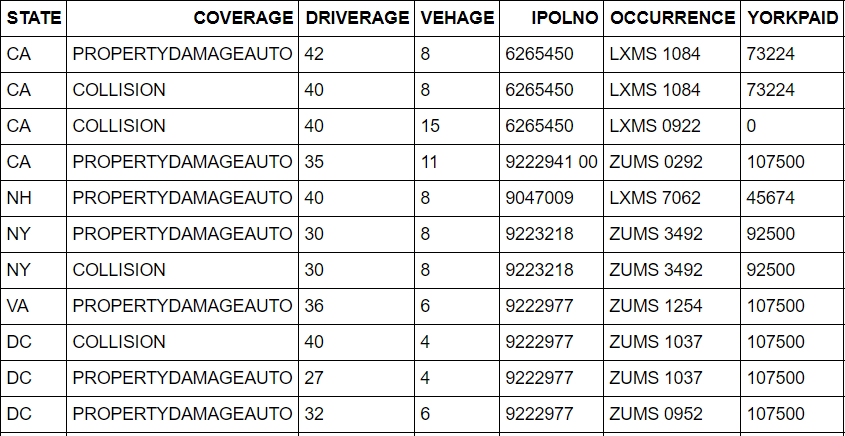 STATE COVERAGE DRIVERAGE VEHAGE IPOLNO OCCURRENCE YORKPAID
CA PROPERTYDAMAGEAUTO 42 8 6265450 LXMS 1084 73224
CA COLLISION 40 8 6265450 LXMS 1084 73224
CA COLLISION 40 15 6265450 LXMS 0922 0
CA PROPERTYDAMAGEAUTO 35 11 9222941 00 ZUMS 0292 107500
NH PROPERTYDAMAGEAUTO 40 8 9047009 LXMS 7062 45674
NY PROPERTYDAMAGEAUTO 30 8 9223218 ZUMS 3492 92500
NY COLLISION 30 8 9223218 ZUMS 3492 92500
VA PROPERTYDAMAGEAUTO 36 6 9222977 ZUMS 1254 107500
DC COLLISION 40 4 9222977 ZUMS 1037 107500
DC PROPERTYDAMAGEAUTO 27 4 9222977 ZUMS 1037 107500
DC PROPERTYDAMAGEAUTO 32 6 9222977 ZUMS 0952 107500